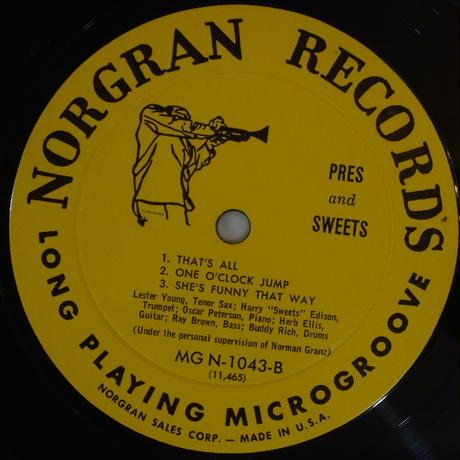 NORGRAN RECORDS
PRES
and
SWEETS
1. THAT'S ALL
2. ONE O'CLOCK JUMP
3. SHE'S FUNNY THAT WAY
Lester Young, Tenor Sax; Harry "Sweets" Edison,
Trumpet; Oscar Peterson, Piano; Herb Ellis,
Guitar; Ray Brown, Bass; Buddy Rich, Drums
(Under the personal supervision of Norman Granz)
MG N-1043-B
(11,465)
LONG PLAYING MICROGROOVE
NORGRAN SALES CORP. — MADE IN U.S.A.